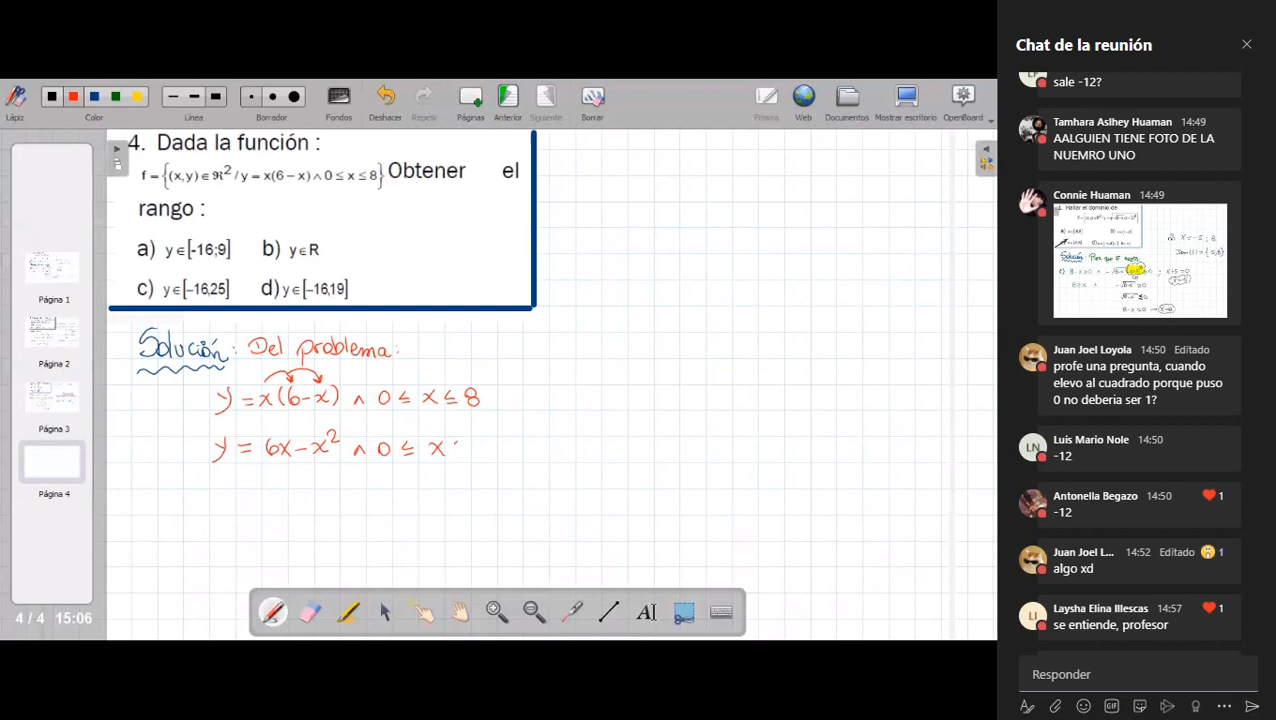 Lápiz
Color
Línea
Borrador
Fondos
Deshacer
Repetir
Páginas
Anterior
Siguiente
Borrar
Pizarra
Web
Documentos
Mostrar escritorio
OpenBoard
Página 1
Página 2
Página 3
Página 4
4 / 4 15:06
4. Dada la función :
f = {(x,y) ∈ ℜ² / y = x(6 – x) ∧ 0 ≤ x ≤ 8} Obtener el
rango :
a) y ∈ [-16;9] b) y ∈ R
c) y ∈ [–16,25] d) y ∈ [–16,19]
Solución: Del problema:
y = x(6-x) ∧ 0 ≤ x ≤ 8
y = 6x - x² ∧ 0 ≤ x
Chat de la reunión
sale -12?
Tamhara Aslhey Huaman 14:49
AALGUIEN TIENE FOTO DE LA
NUEMRO UNO
Connie Huaman 14:49
Juan Joel Loyola 14:50 Editado
profe una pregunta, cuando
elevo al cuadrado porque puso
0 no deberia ser 1?
LN
Luis Mario Nole 14:50
-12
Antonella Begazo 14:50 1
-12
Juan Joel L... 14:52 Editado 1
algo xd
LI
Laysha Elina Illescas 14:57 1
se entiende, profesor
Responder